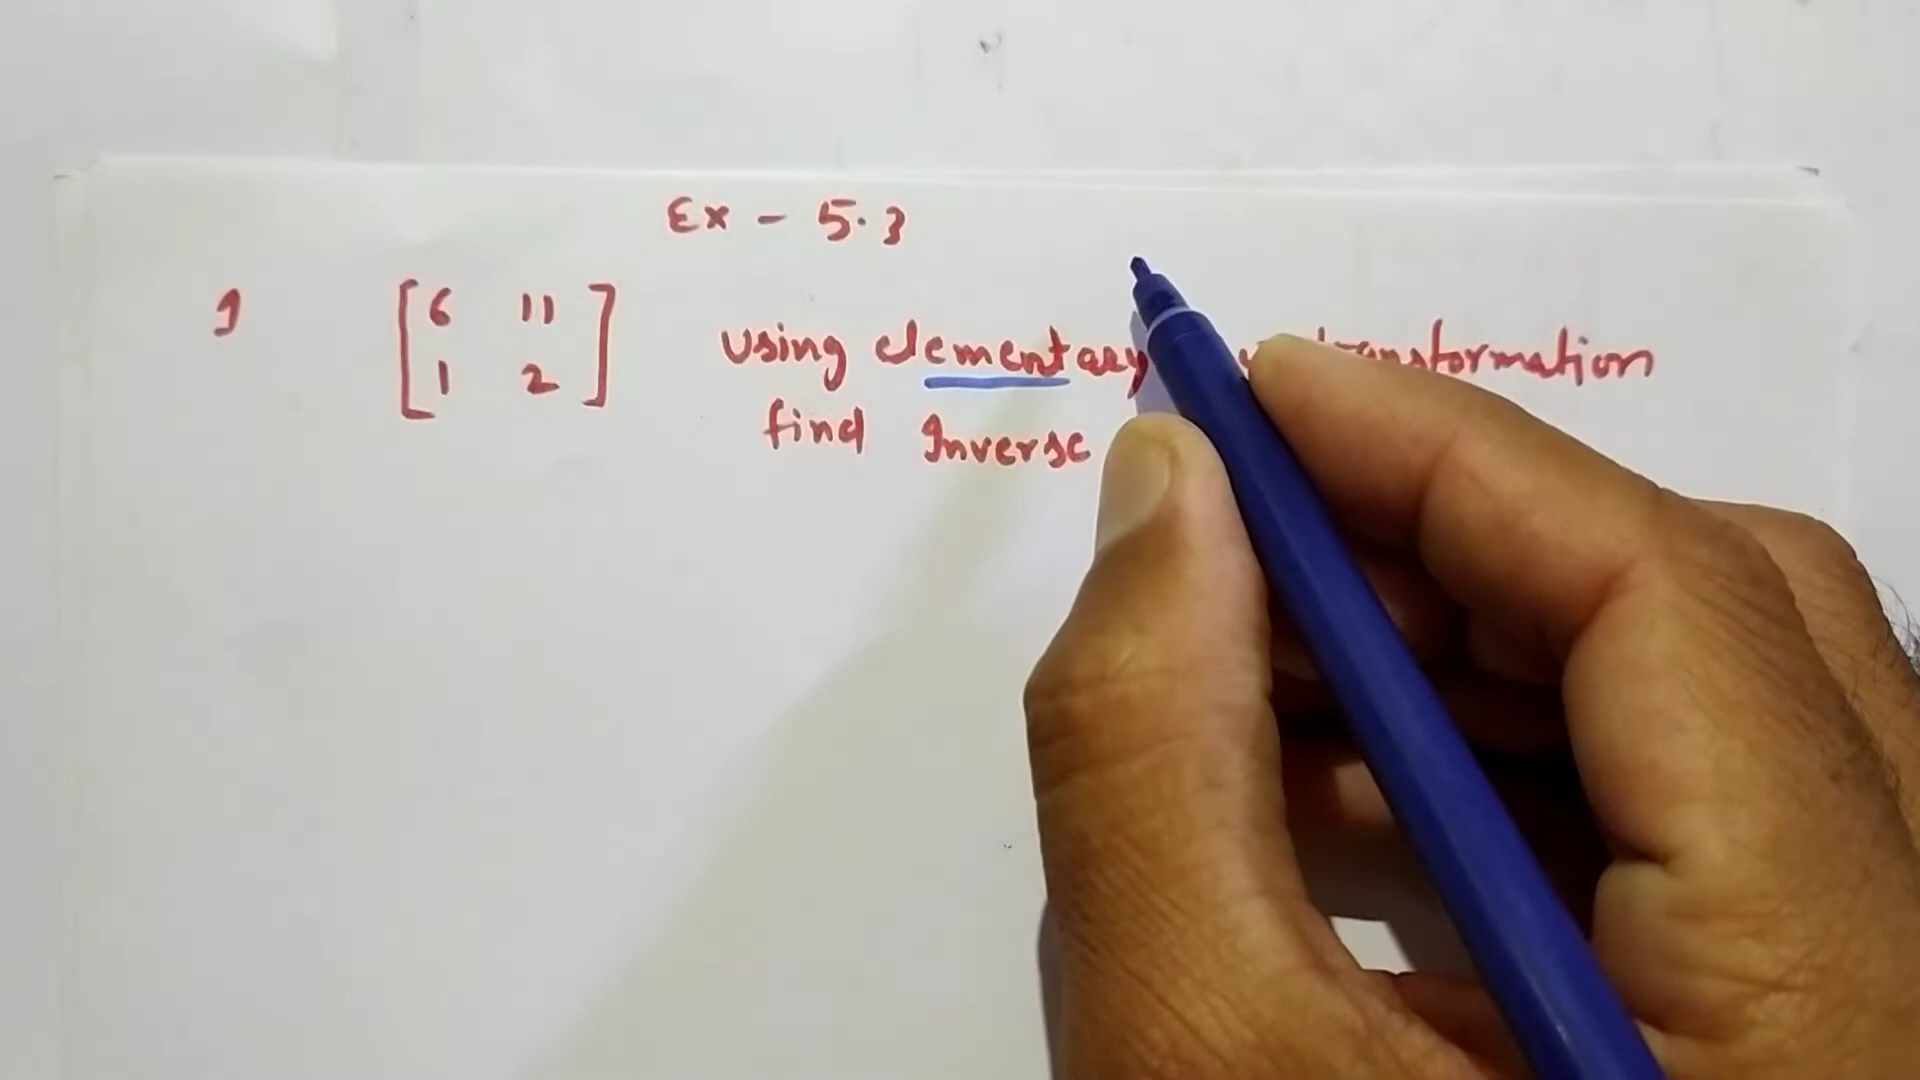 Ex - 5.3
1 [ 6 11
1 2 ]
using elementary transformation
find Inverse